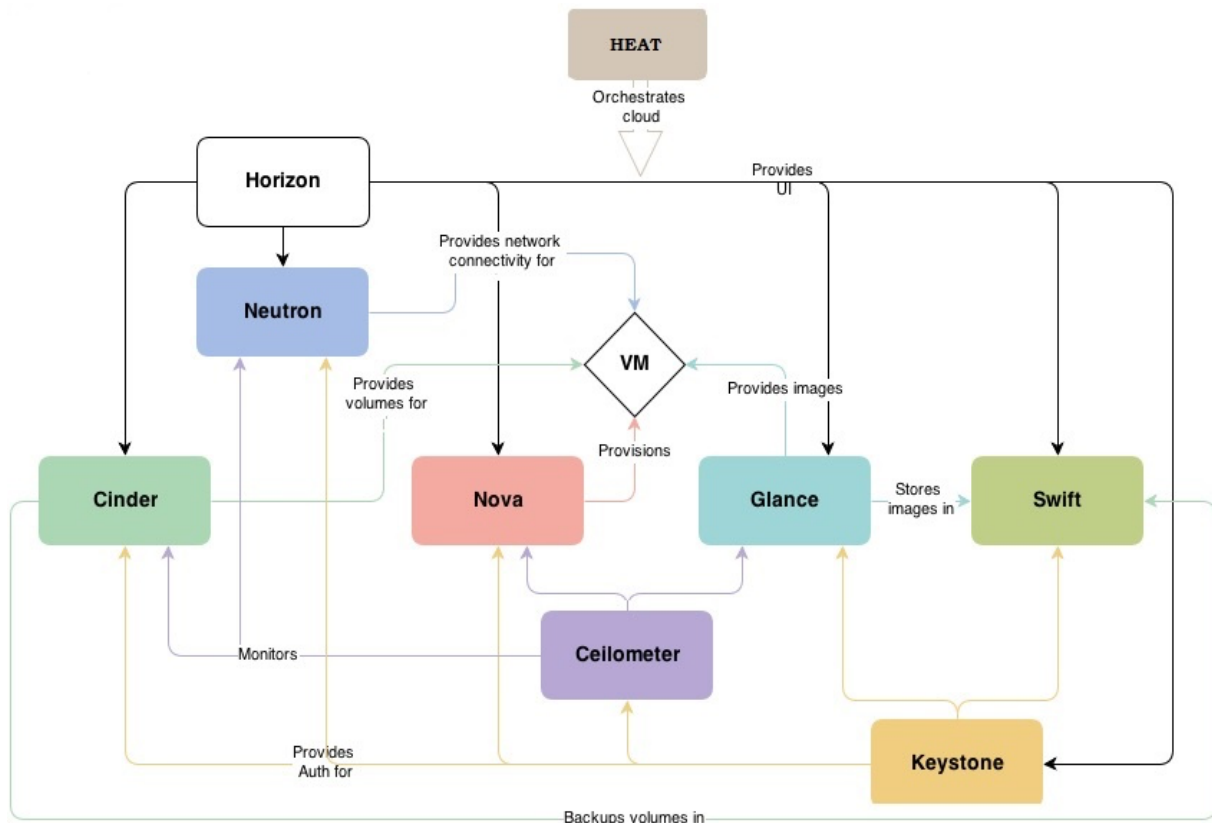 HEAT
Orchestrates
cloud
Horizon
Provides
UI
Provides network
connectivity for
Neutron
VM
Provides
volumes for
Provides images
Provisions
Cinder
Nova
Glance
Stores
images in
Swift
Monitors
Ceilometer
Provides
Auth for
Keystone
Backups volumes in